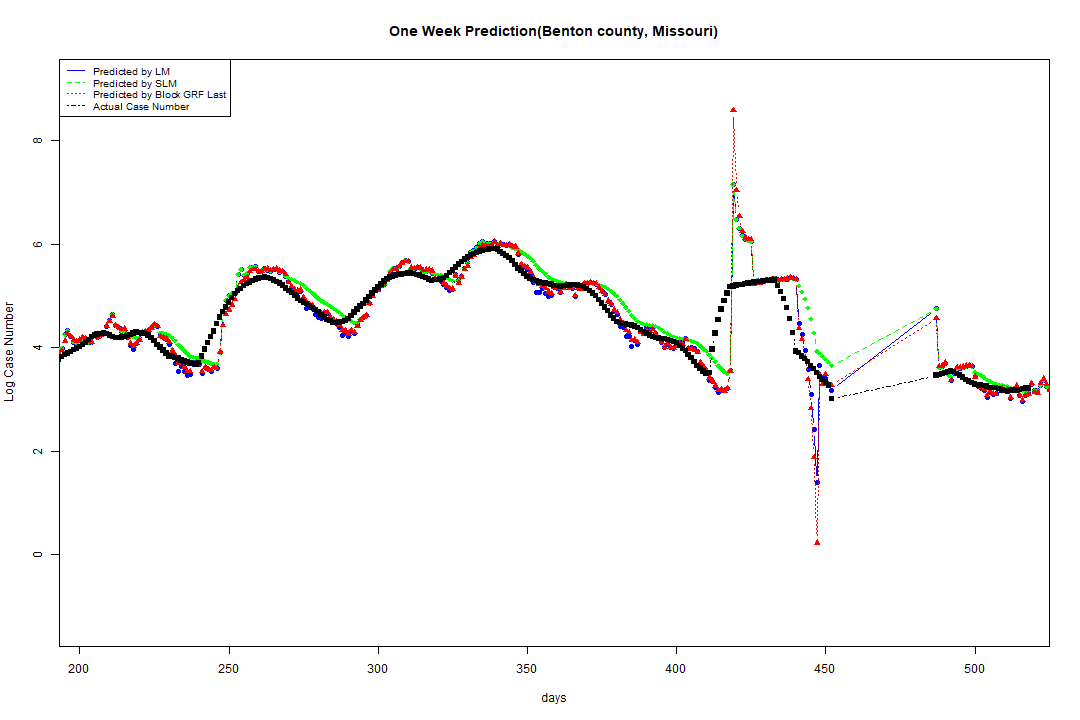 One Week Prediction(Benton county, Missouri)
Predicted by LM
Predicted by SLM
Predicted by Block GRF Last
Actual Case Number
8
6
4
2
0
Log Case Number
200 250 300 350 400 450 500
days